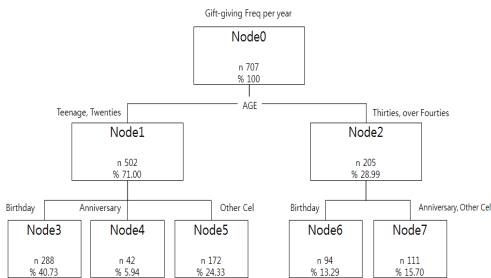 Gift-giving Freq per year
Node0
n 707
% 100
AGE
Teenage, Twenties
Thirties, over Fourties
Node1
n 502
% 71.00
Node2
n 205
% 28.99
Birthday
Anniversary
Other Cel
Birthday
Anniversary, Other Cel
Node3
n 288
% 40.73
Node4
n 42
% 5.94
Node5
n 172
% 24.33
Node6
n 94
% 13.29
Node7
n 111
% 15.70